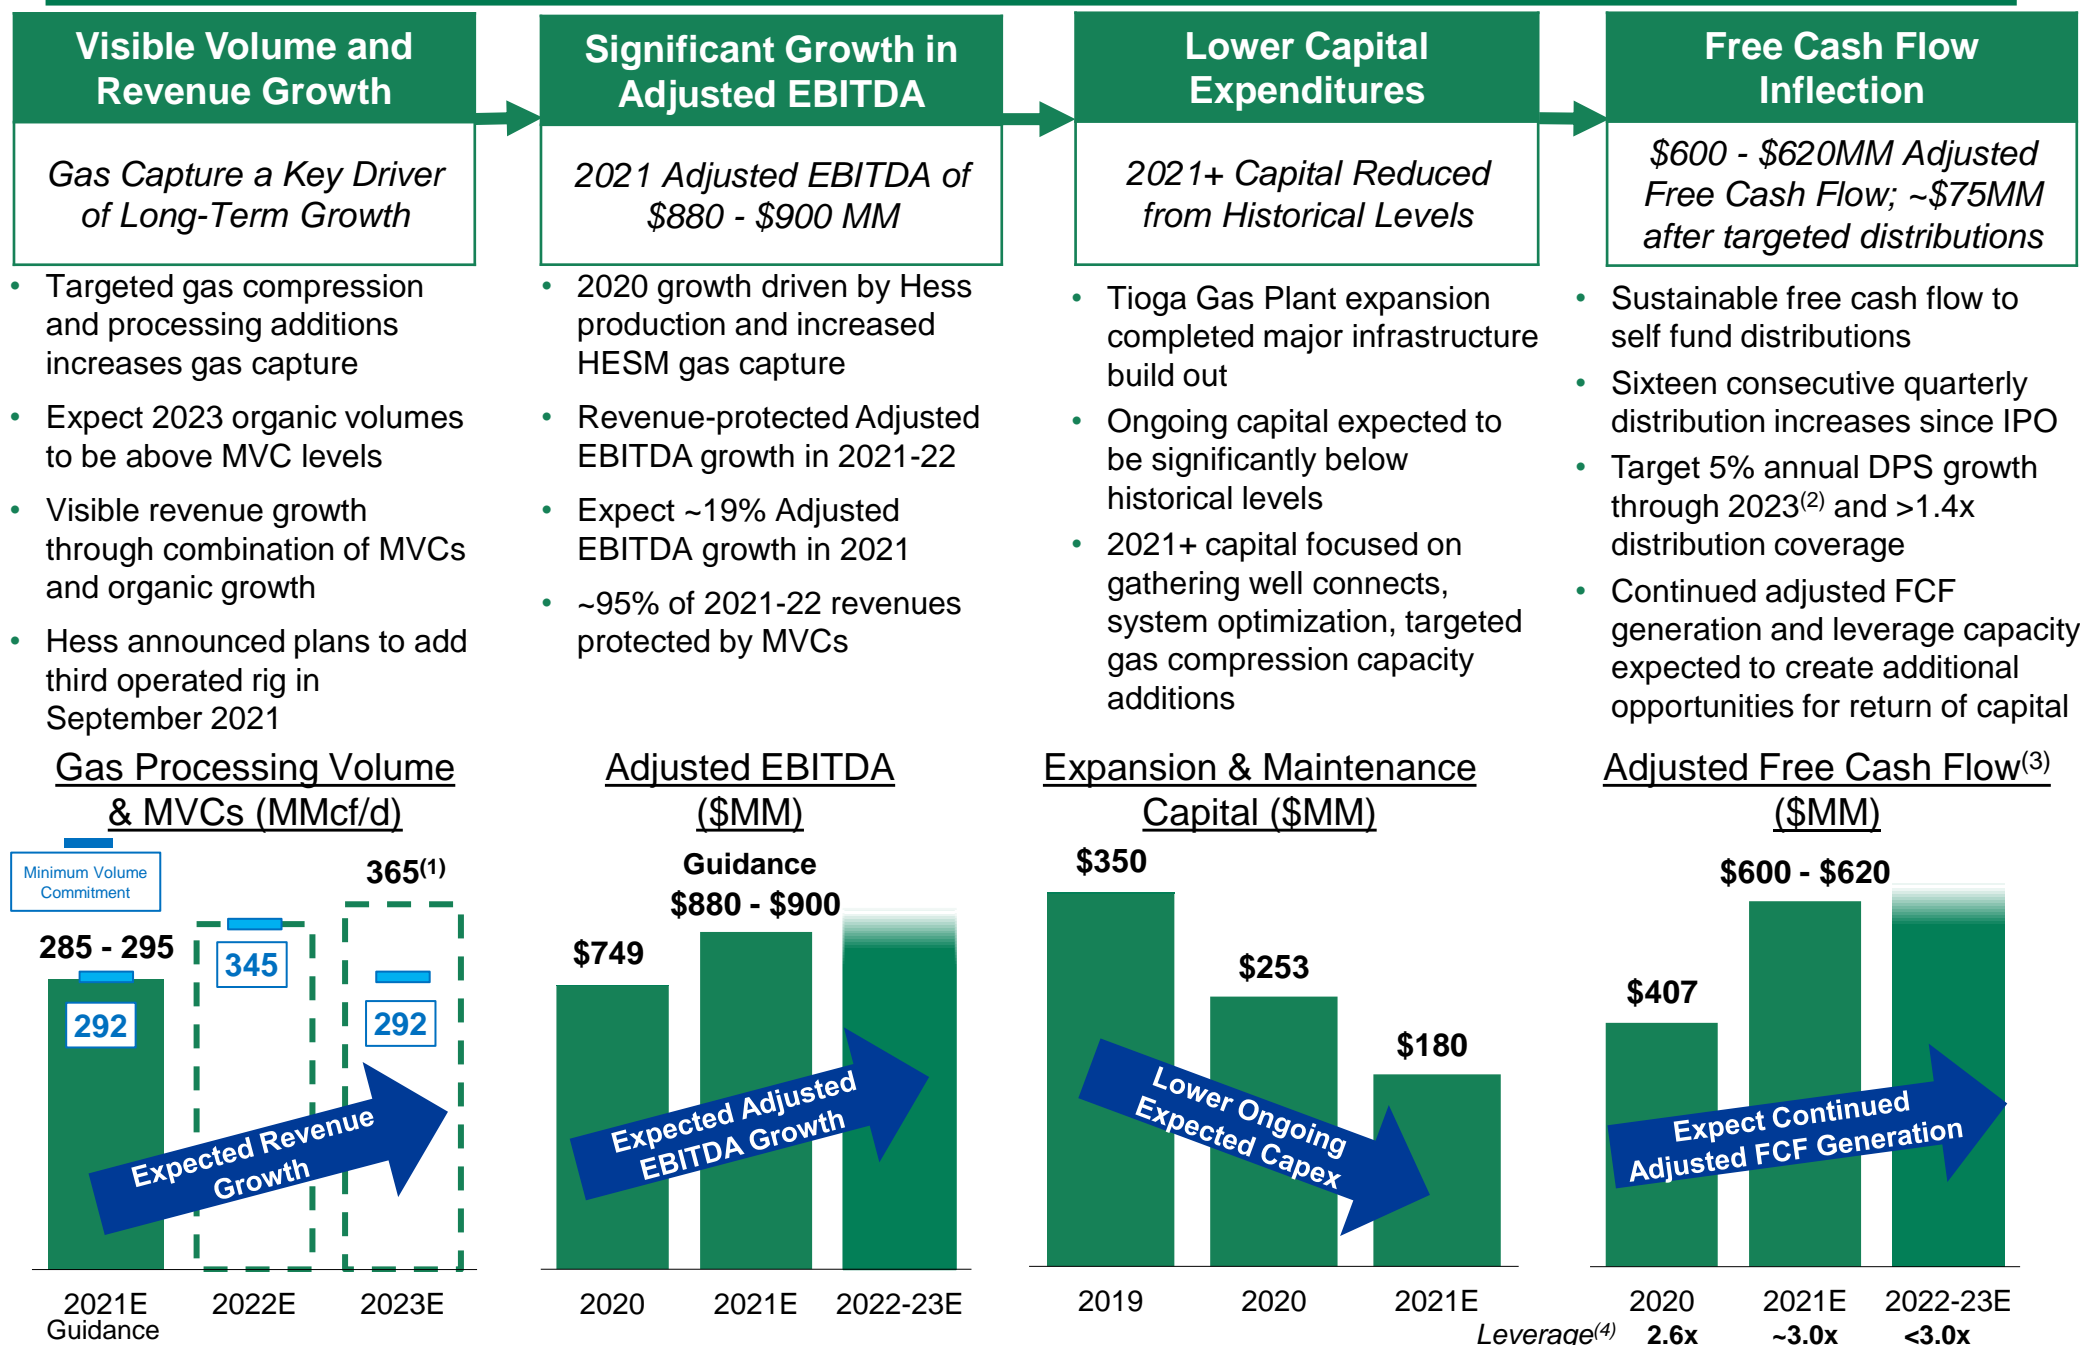 Visible Volume and
Revenue Growth
Gas Capture a Key Driver
of Long-Term Growth
• Targeted gas compression
and processing additions
increases gas capture
• Expect 2023 organic volumes
to be above MVC levels
• Visible revenue growth
through combination of MVCs
and organic growth
• Hess announced plans to add
third operated rig in
September 2021
Significant Growth in
Adjusted EBITDA
2021 Adjusted EBITDA of
$880 - $900 MM
• 2020 growth driven by Hess
production and increased
HESM gas capture
• Revenue-protected Adjusted
EBITDA growth in 2021-22
• Expect ~19% Adjusted
EBITDA growth in 2021
• ~95% of 2021-22 revenues
protected by MVCs
Lower Capital
Expenditures
2021+ Capital Reduced
from Historical Levels
• Tioga Gas Plant expansion
completed major infrastructure
build out
• Ongoing capital expected to
be significantly below
historical levels
• 2021+ capital focused on
gathering well connects,
system optimization, targeted
gas compression capacity
additions
Free Cash Flow
Inflection
$600 - $620MM Adjusted
Free Cash Flow; ~$75MM
after targeted distributions
• Sustainable free cash flow to
self fund distributions
• Sixteen consecutive quarterly
distribution increases since IPO
• Target 5% annual DPS growth
through 2023(2) and >1.4x
distribution coverage
• Continued adjusted FCF
generation and leverage capacity
expected to create additional
opportunities for return of capital
Gas Processing Volume
& MVCs (MMcf/d)
Minimum Volume
Commitment
285 - 295
292
345
365(1)
292
Expected Revenue
Growth
2021E
Guidance
2022E
2023E
Adjusted EBITDA
($MM)
Guidance
$880 - $900
$749
Expected Adjusted
EBITDA Growth
2020
2021E
2022-23E
Expansion & Maintenance
Capital ($MM)
$350
$253
$180
Lower Ongoing
Expected Capex
2019
2020
2021E
Adjusted Free Cash Flow(3)
($MM)
$600 - $620
$407
Expect Continued
Adjusted FCF Generation
2020
2021E
2022-23E
Leverage(4) 2.6x ~3.0x <3.0x